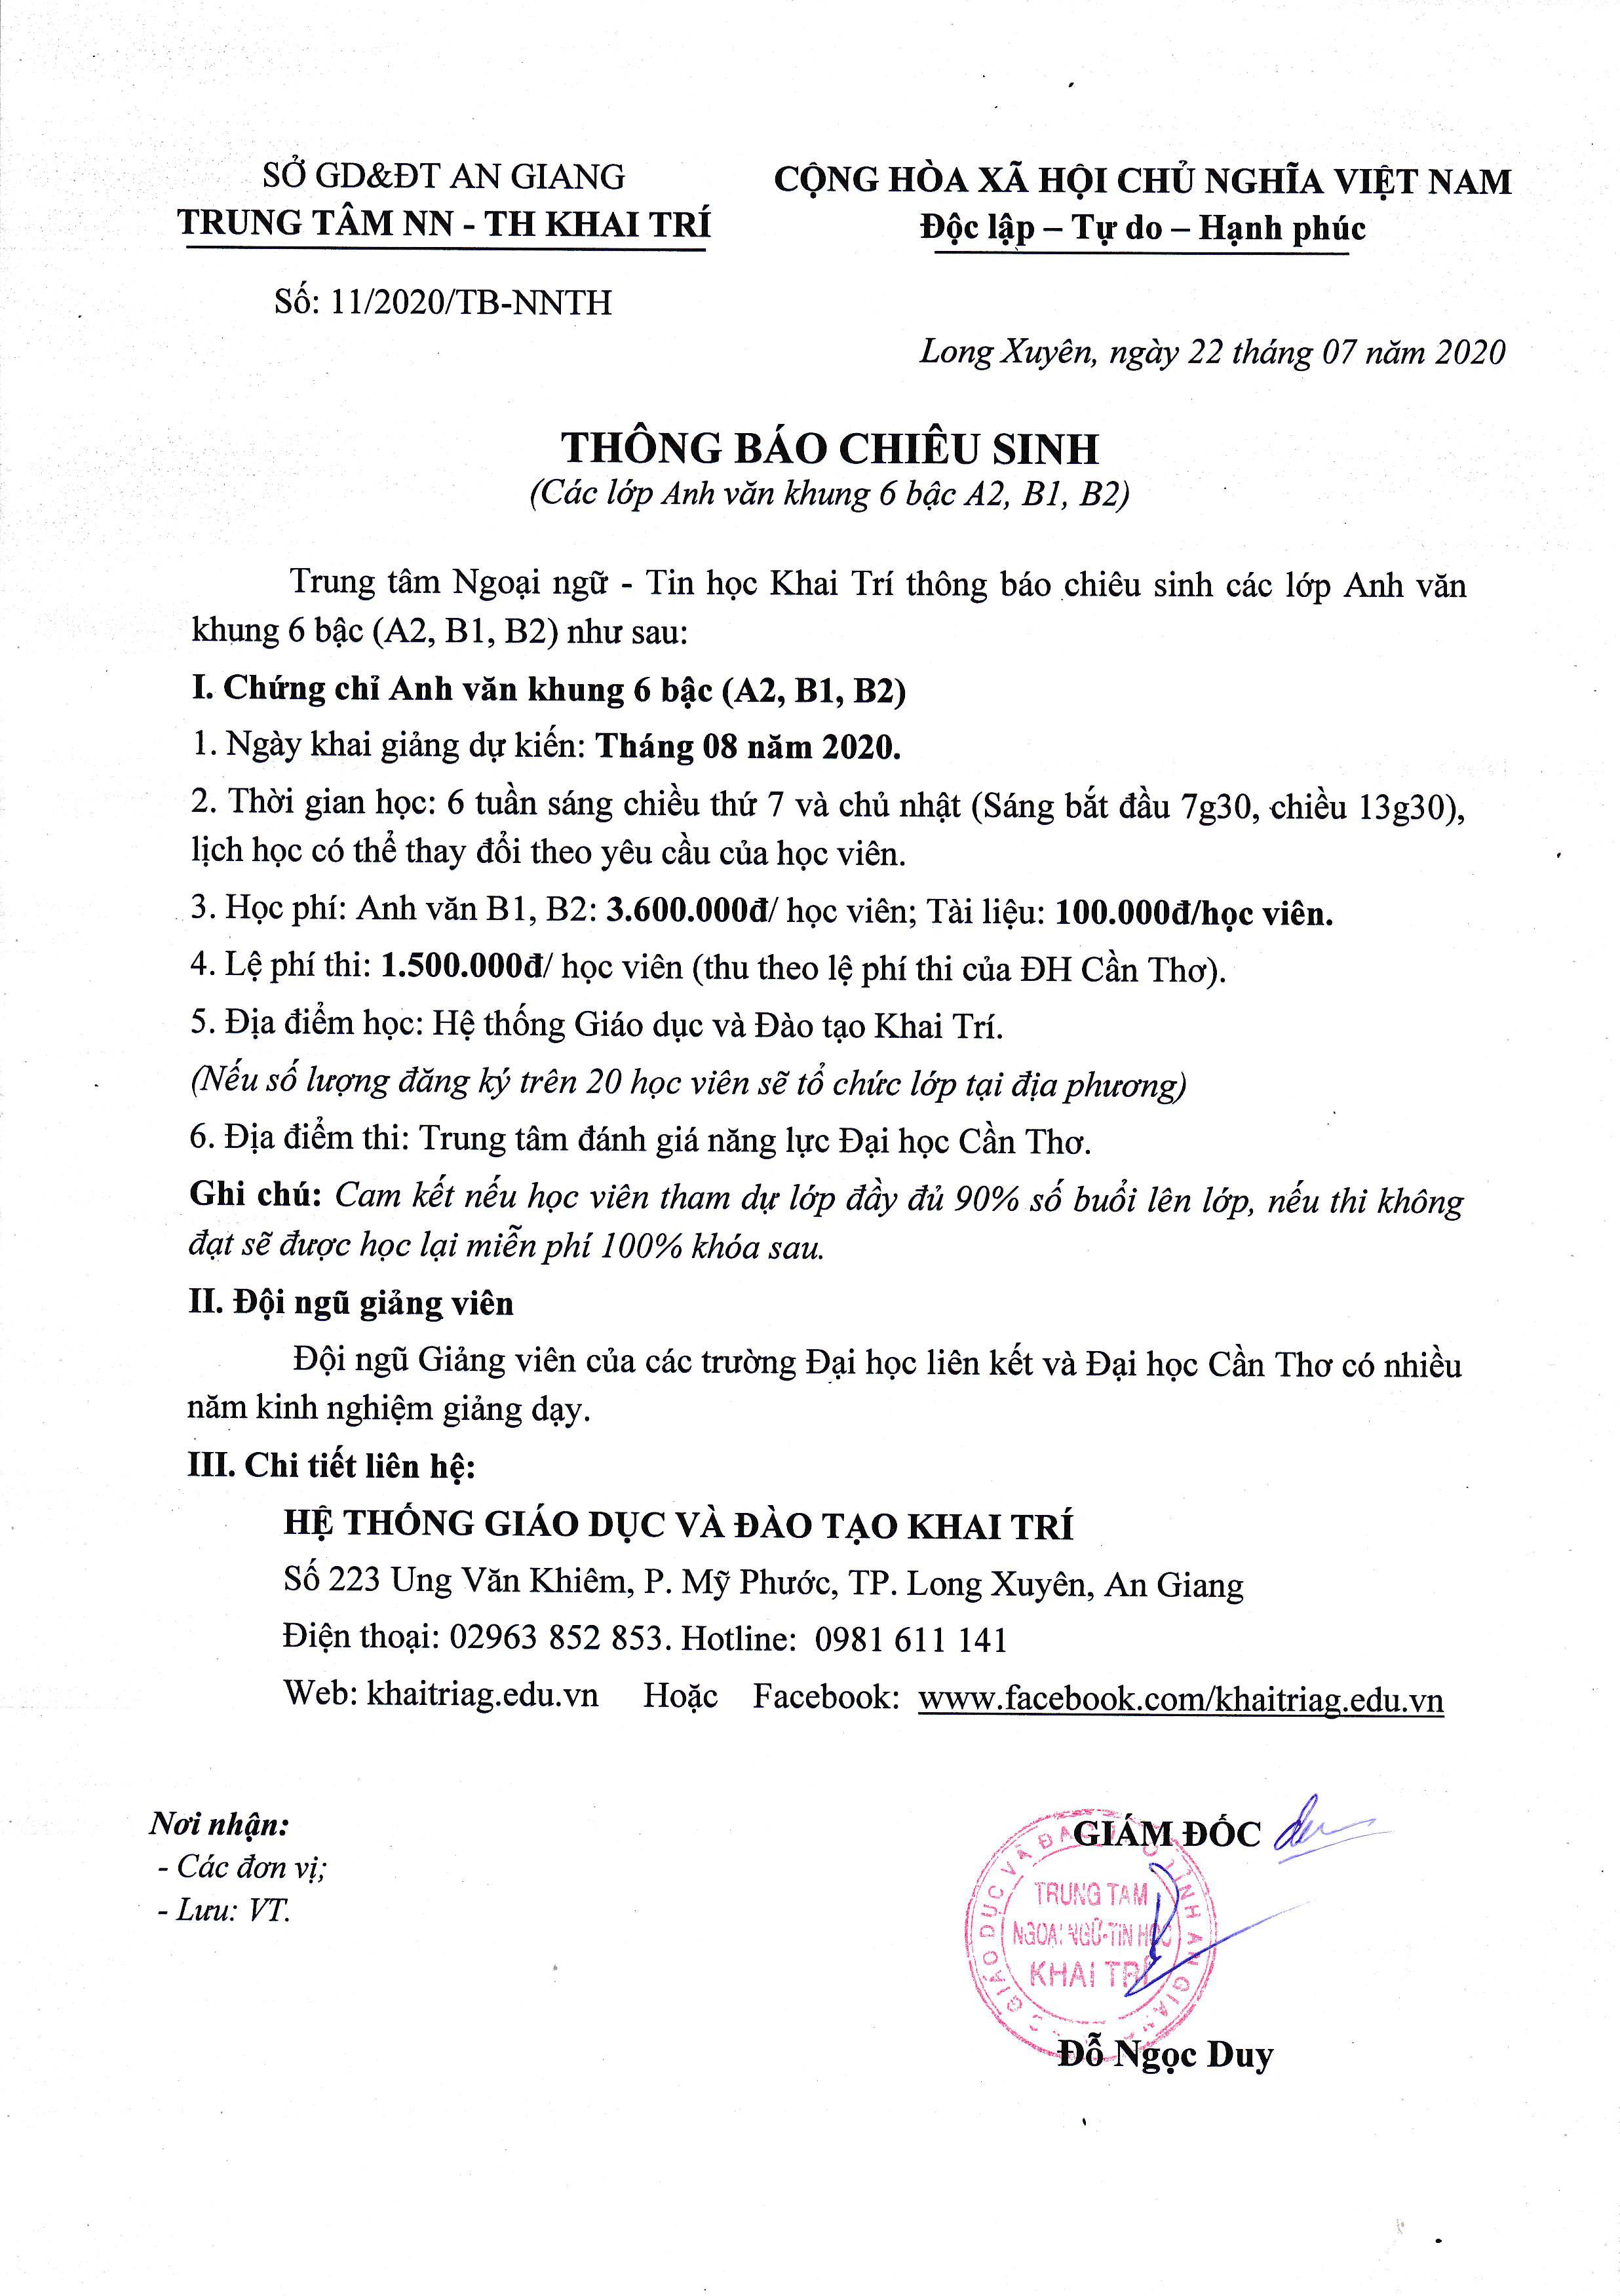 SỞ GD&ĐT AN GIANG
TRUNG TÂM NN - TH KHAI TRÍ
CỘNG HÒA XÃ HỘI CHỦ NGHĨA VIỆT NAM
Độc lập – Tự do – Hạnh phúc
Số: 11/2020/TB-NNTH
Long Xuyên, ngày 22 tháng 07 năm 2020
THÔNG BÁO CHIÊU SINH
(Các lớp Anh văn khung 6 bậc A2, B1, B2)
Trung tâm Ngoại ngữ - Tin học Khai Trí thông báo chiêu sinh các lớp Anh văn
khung 6 bậc (A2, B1, B2) như sau:
I. Chứng chỉ Anh văn khung 6 bậc (A2, B1, B2)
1. Ngày khai giảng dự kiến: Tháng 08 năm 2020.
2. Thời gian học: 6 tuần sáng chiều thứ 7 và chủ nhật (Sáng bắt đầu 7g30, chiều 13g30),
lịch học có thể thay đổi theo yêu cầu của học viên.
3. Học phí: Anh văn B1, B2: 3.600.000đ/ học viên; Tài liệu: 100.000đ/học viên.
4. Lệ phí thi: 1.500.000đ/ học viên (thu theo lệ phí thi của ĐH Cần Thơ).
5. Địa điểm học: Hệ thống Giáo dục và Đào tạo Khai Trí.
(Nếu số lượng đăng ký trên 20 học viên sẽ tổ chức lớp tại địa phương)
6. Địa điểm thi: Trung tâm đánh giá năng lực Đại học Cần Thơ.
Ghi chú: Cam kết nếu học viên tham dự lớp đầy đủ 90% số buổi lên lớp, nếu thi không
đạt sẽ được học lại miễn phí 100% khóa sau.
II. Đội ngũ giảng viên
Đội ngũ Giảng viên của các trường Đại học liên kết và Đại học Cần Thơ có nhiều
năm kinh nghiệm giảng dạy.
III. Chi tiết liên hệ:
HỆ THỐNG GIÁO DỤC VÀ ĐÀO TẠO KHAI TRÍ
Số 223 Ung Văn Khiêm, P. Mỹ Phước, TP. Long Xuyên, An Giang
Điện thoại: 02963 852 853. Hotline: 0981 611 141
Web: khaitriag.edu.vn Hoặc Facebook: www.facebook.com/khaitriag.edu.vn
Nơi nhận:
- Các đơn vị;
- Lưu: VT.
GIÁM ĐỐC
TRUNG TÂM
NGOẠI NGỮ-TIN HỌC
KHAI TRÍ
Đỗ Ngọc Duy